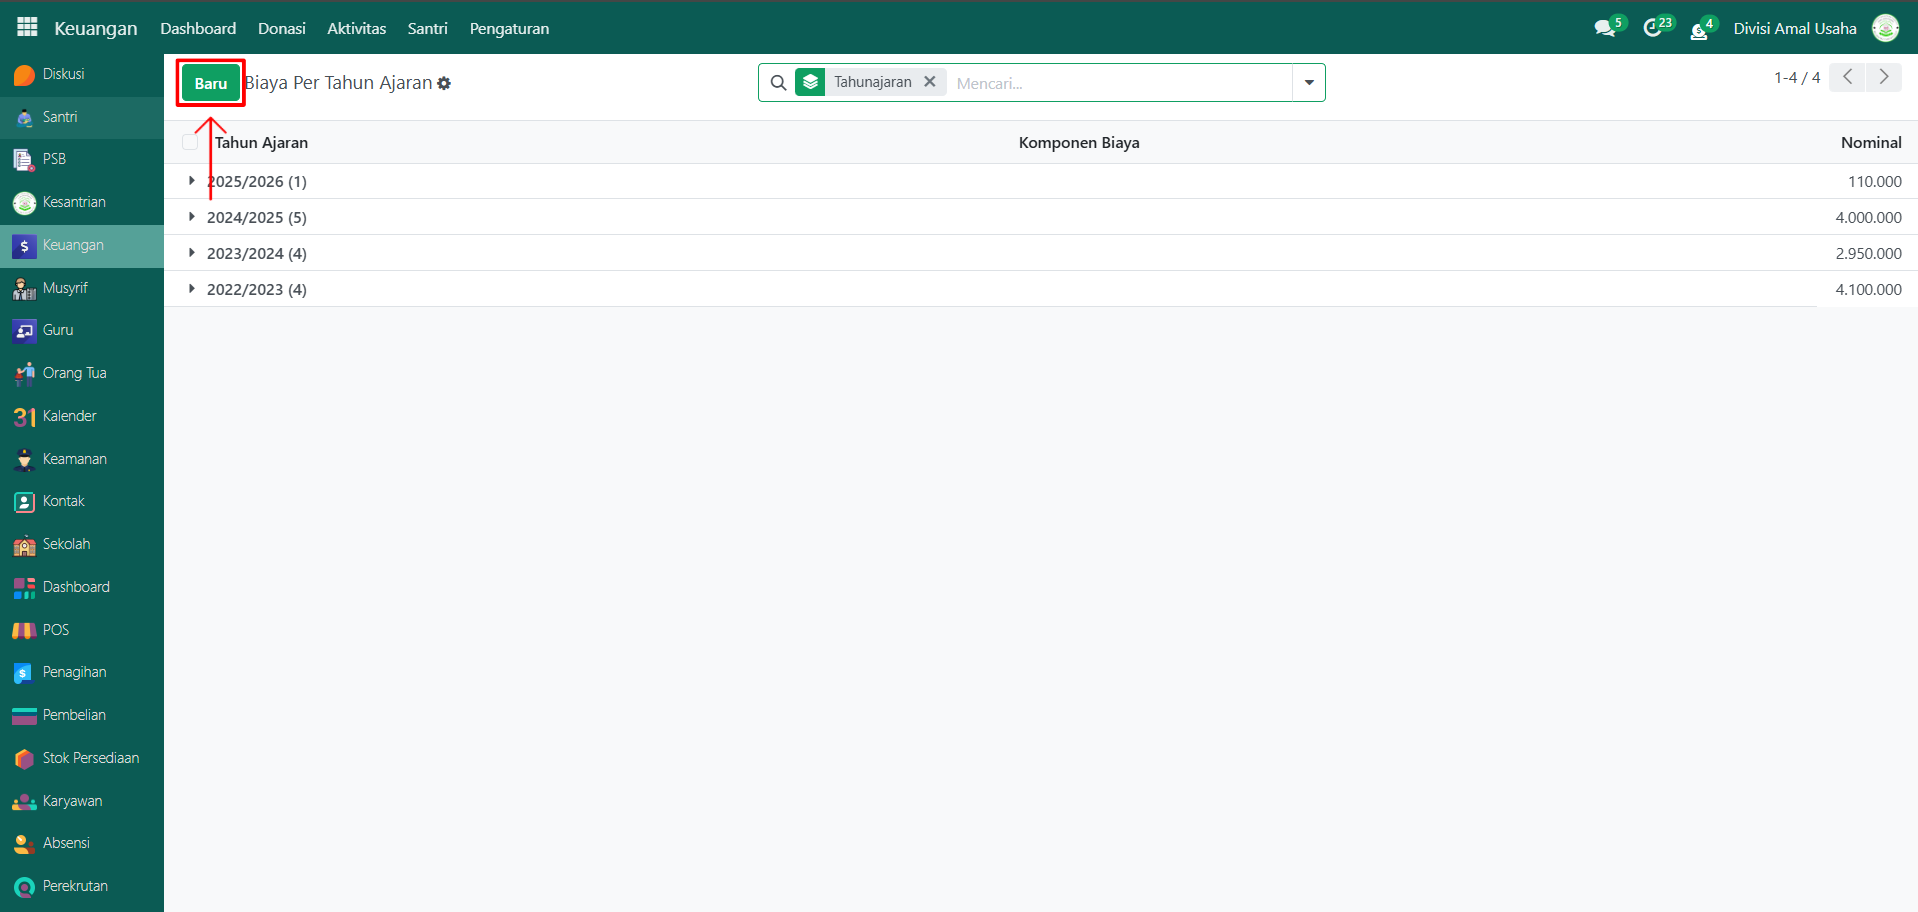 Keuangan Dashboard Donasi Aktivitas Santri Pengaturan 5 23 4 Divisi Amal Usaha
Diskusi
Santri
PSB
Kesantrian
Keuangan
Musyrif
Guru
Orang Tua
31 Kalender
Keamanan
Kontak
Sekolah
Dashboard
POS
Penagihan
Pembelian
Stok Persediaan
Karyawan
Absensi
Perekrutan
Baru Biaya Per Tahun Ajaran Tahunajaran Mencari... 1-4 / 4
Tahun Ajaran Komponen Biaya Nominal
2025/2026 (1) 110.000
2024/2025 (5) 4.000.000
2023/2024 (4) 2.950.000
2022/2023 (4) 4.100.000